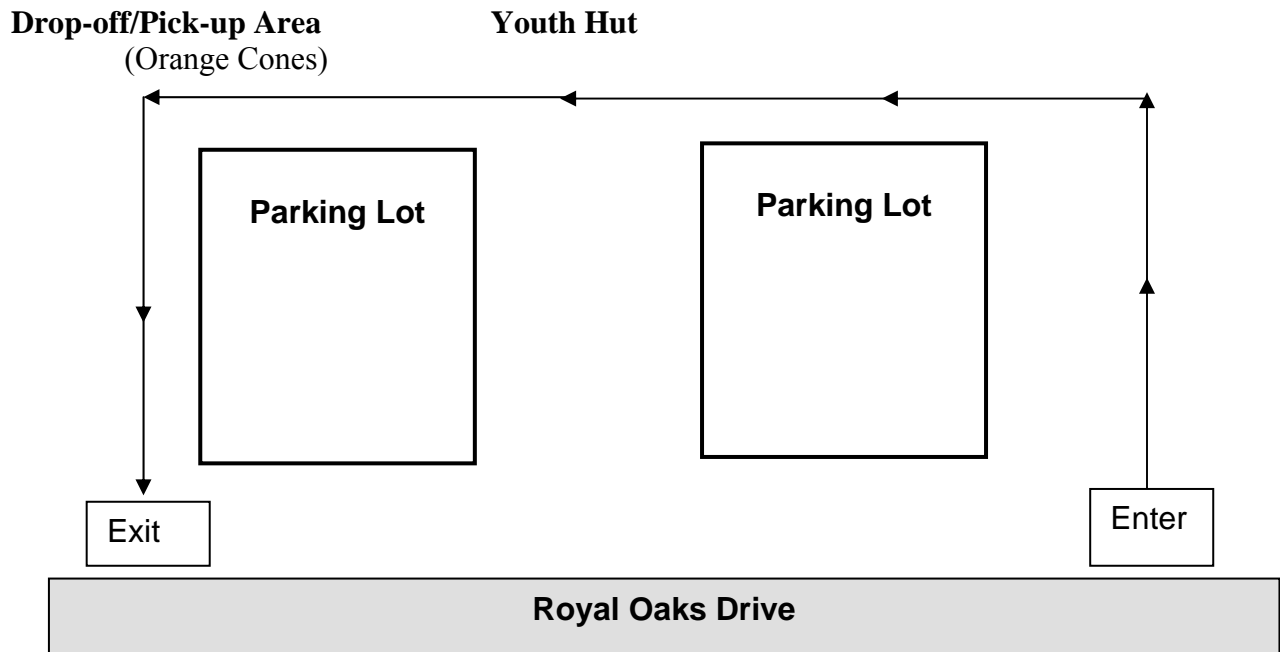 Drop-off/Pick-up Area Youth Hut
(Orange Cones)
Parking Lot Parking Lot
Exit Enter
Royal Oaks Drive